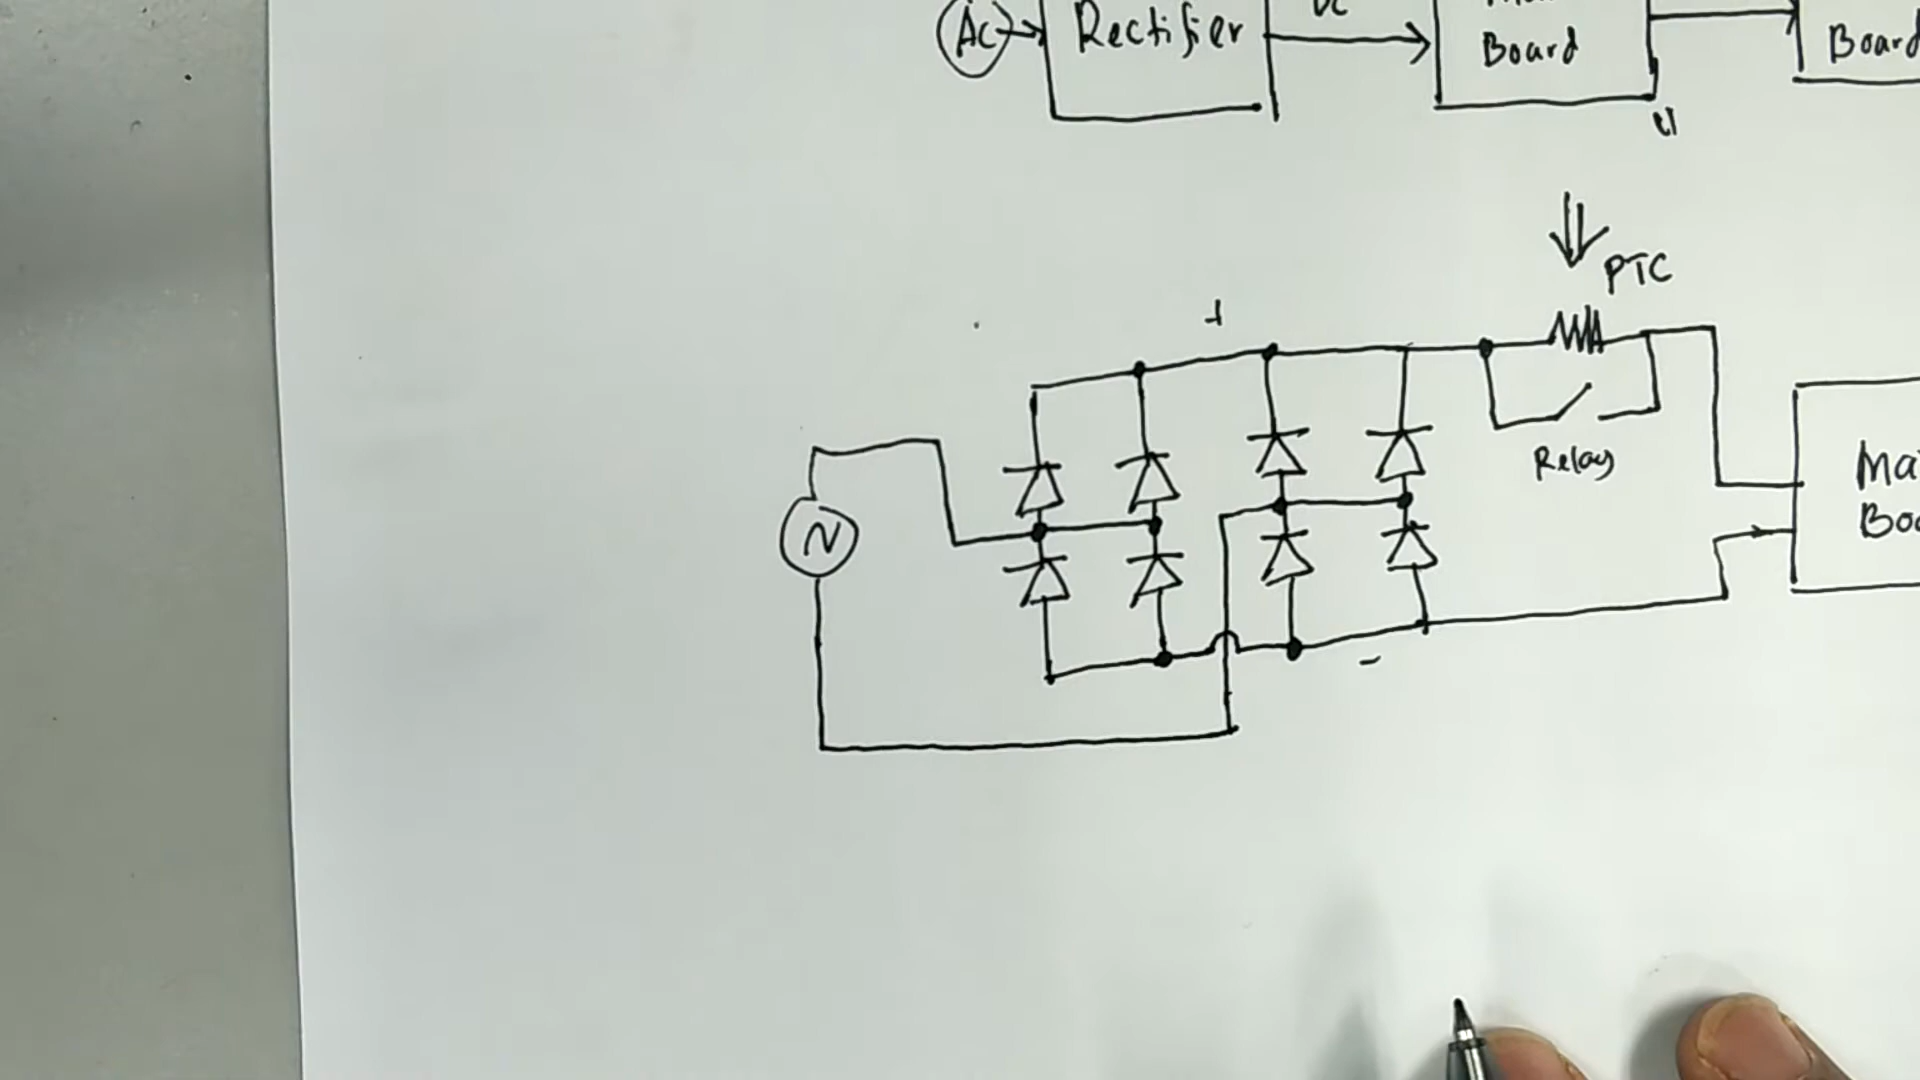 AC
Rectifier
DC
Board
Board
PTC
+
Relay
N
-